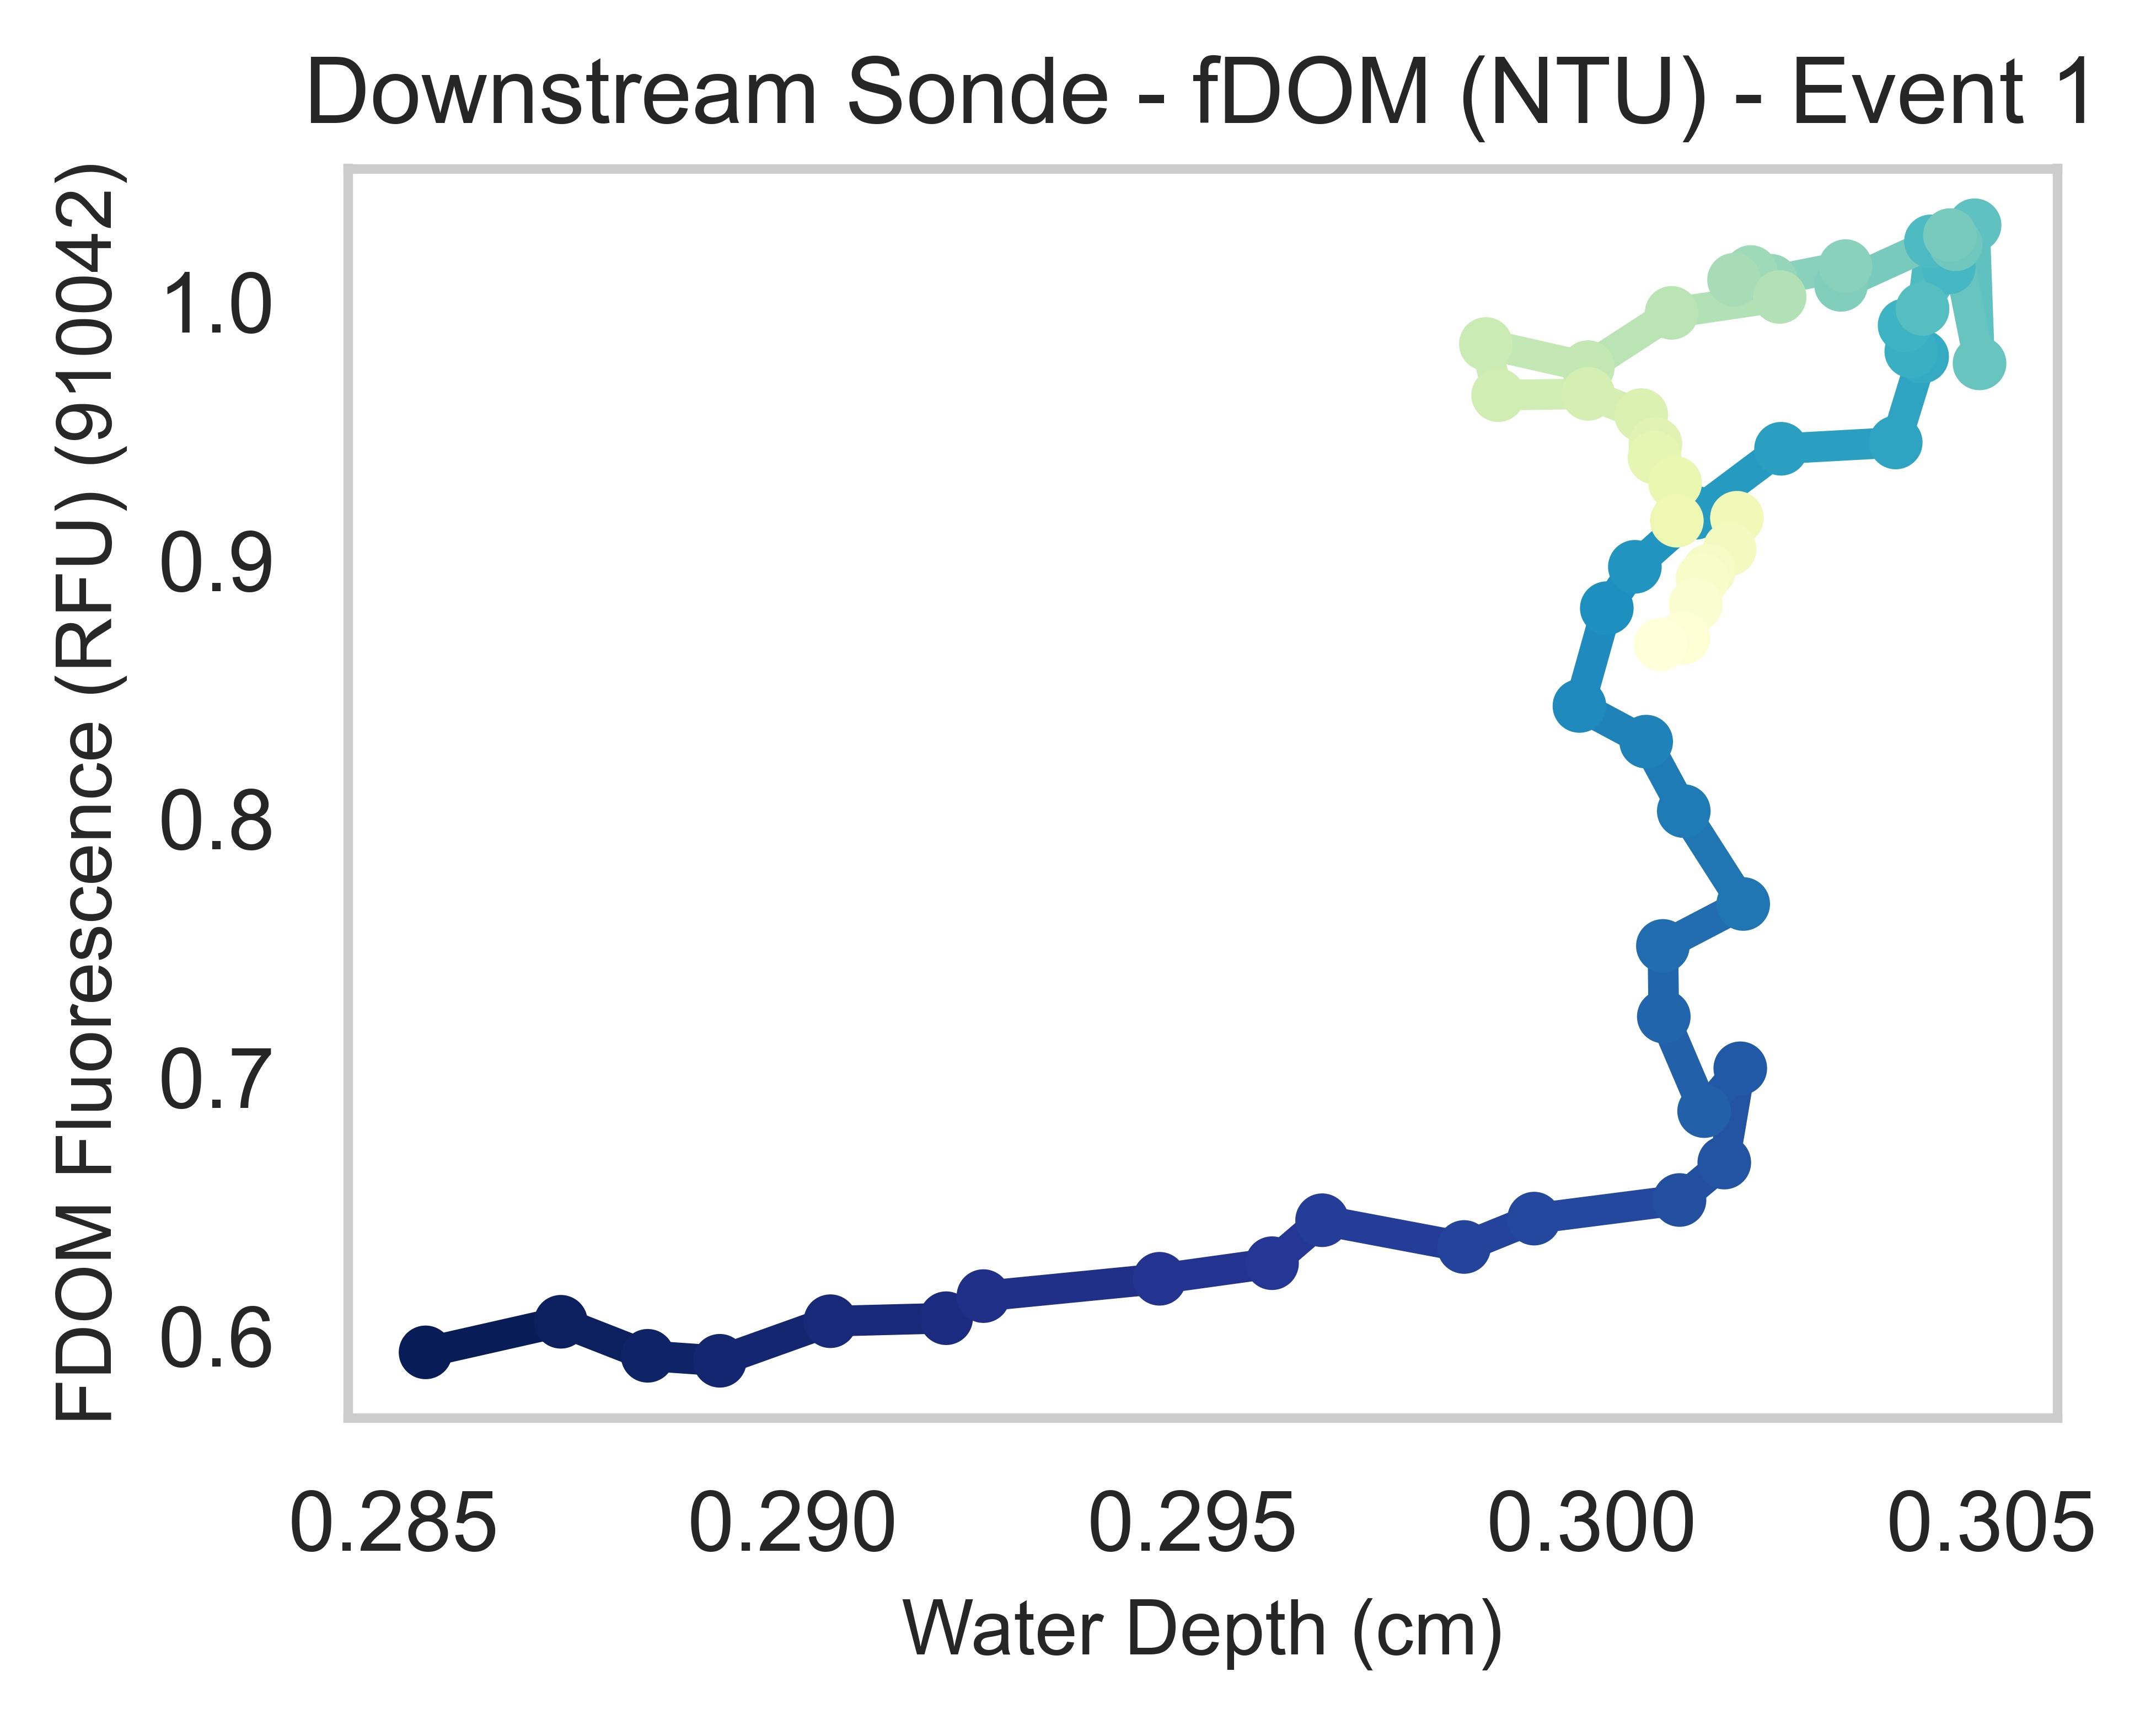 Downstream Sonde - fDOM (NTU) - Event 1
FDOM Fluorescence (RFU) (910042)
1.0
0.9
0.8
0.7
0.6
0.285 0.290 0.295 0.300 0.305
Water Depth (cm)